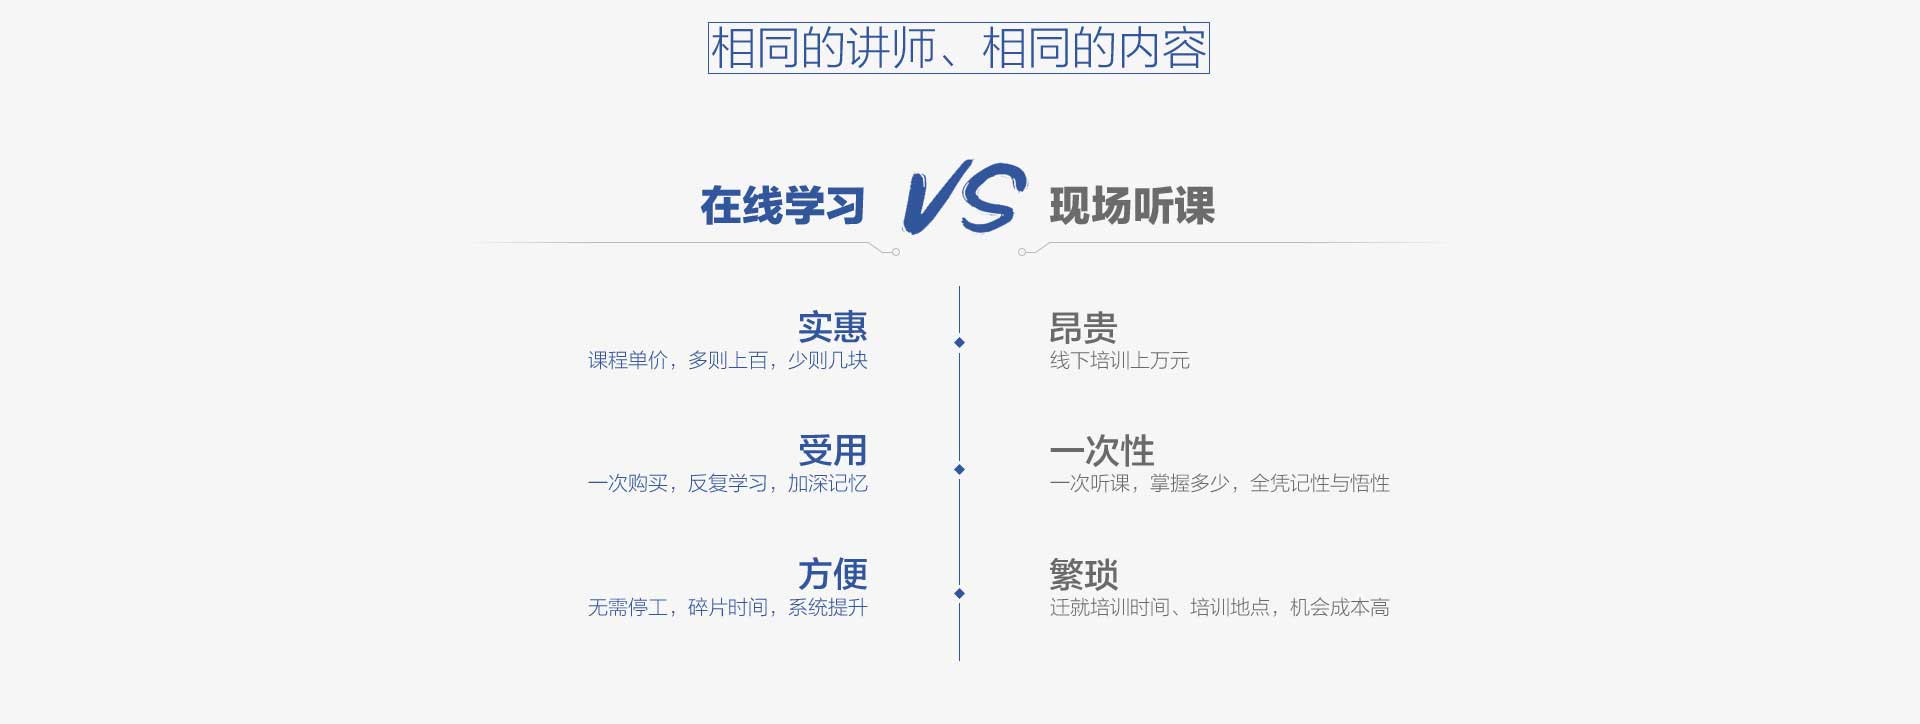 相同的讲师、相同的内容
在线学习 VS 现场听课
实惠
课程单价，多则上百，少则几块
昂贵
线下培训上万元
受用
一次购买，反复学习，加深记忆
一次性
一次听课，掌握多少，全凭记性与悟性
方便
无需停工，碎片时间，系统提升
繁琐
迁就培训时间、培训地点，机会成本高